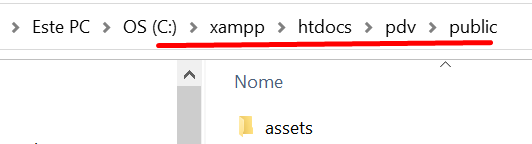 Este PC > OS (C:) > xampp > htdocs > pdv > public
Nome
assets